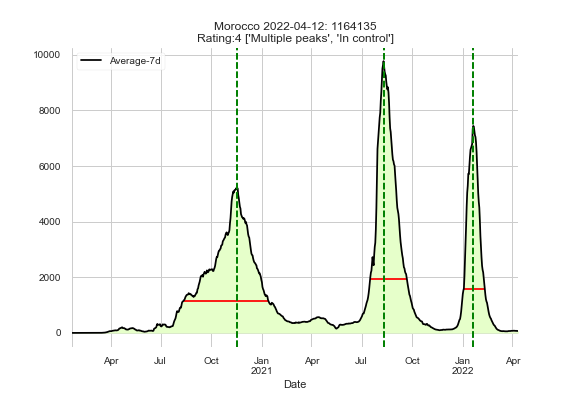 Morocco 2022-04-12: 1164135
Rating:4 ['Multiple peaks', 'In control']
Average-7d
10000
8000
6000
4000
2000
0
Apr Jul Oct Jan Apr Jul Oct Jan Apr
2021 2022
Date